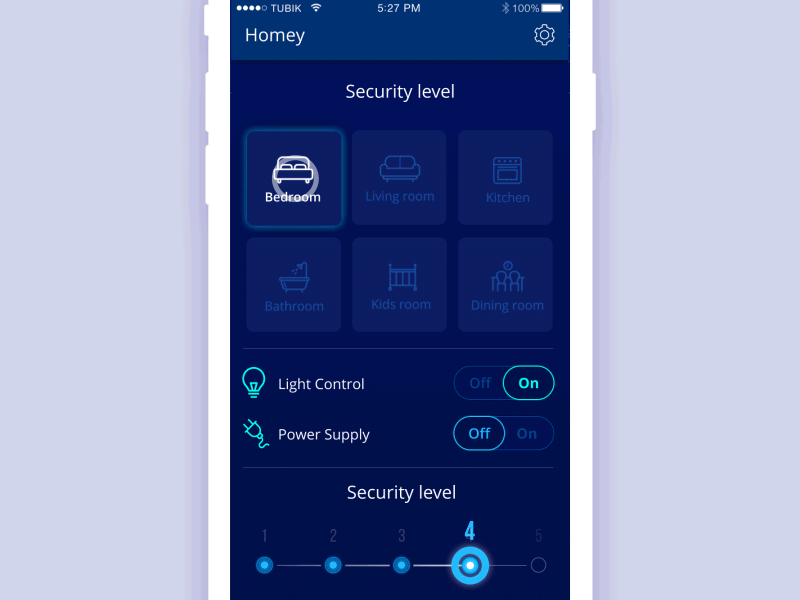 TUBIK 5:27 PM 100%
Homey
Security level
Bedroom Living room Kitchen
Bathroom Kids room Dining room
Light Control Off On
Power Supply Off On
Security level
1 2 3 4 5